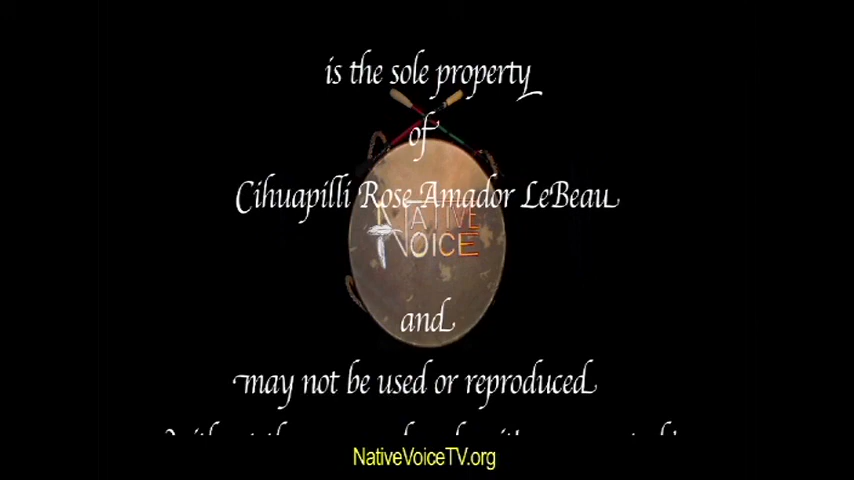 is the sole property
of
Cihuapilli Rose Amador LeBeau
NATIVE
VOICE
and
may not be used or reproduced
NativeVoiceTV.org